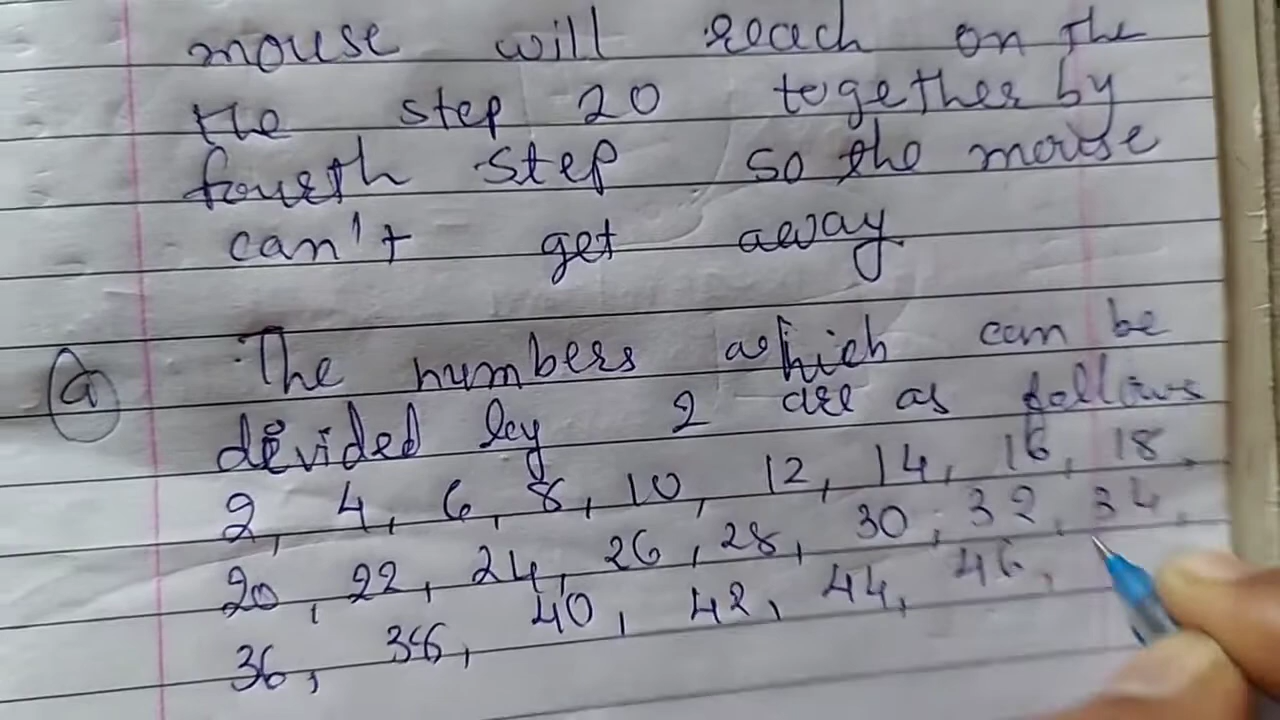 mouse will reach on the
the step 20 together by
fourth step so the mouse
can't get away
a The numbers which can be
devided by 2 are as follows
2, 4, 6, 8, 10, 12, 14, 16, 18,
20, 22, 24, 26, 28, 30, 32, 34,
36, 40, 42, 44, 46,